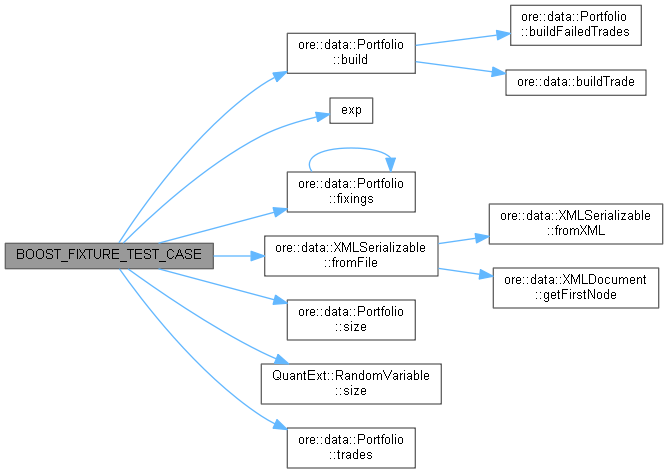 BOOST_FIXTURE_TEST_CASE
ore::data::Portfolio
::build
ore::data::Portfolio
::buildFailedTrades
ore::data::buildTrade
exp
ore::data::Portfolio
::fixings
ore::data::XMLSerializable
::fromFile
ore::data::XMLSerializable
::fromXML
ore::data::XMLDocument
::getFirstNode
ore::data::Portfolio
::size
QuantExt::RandomVariable
::size
ore::data::Portfolio
::trades